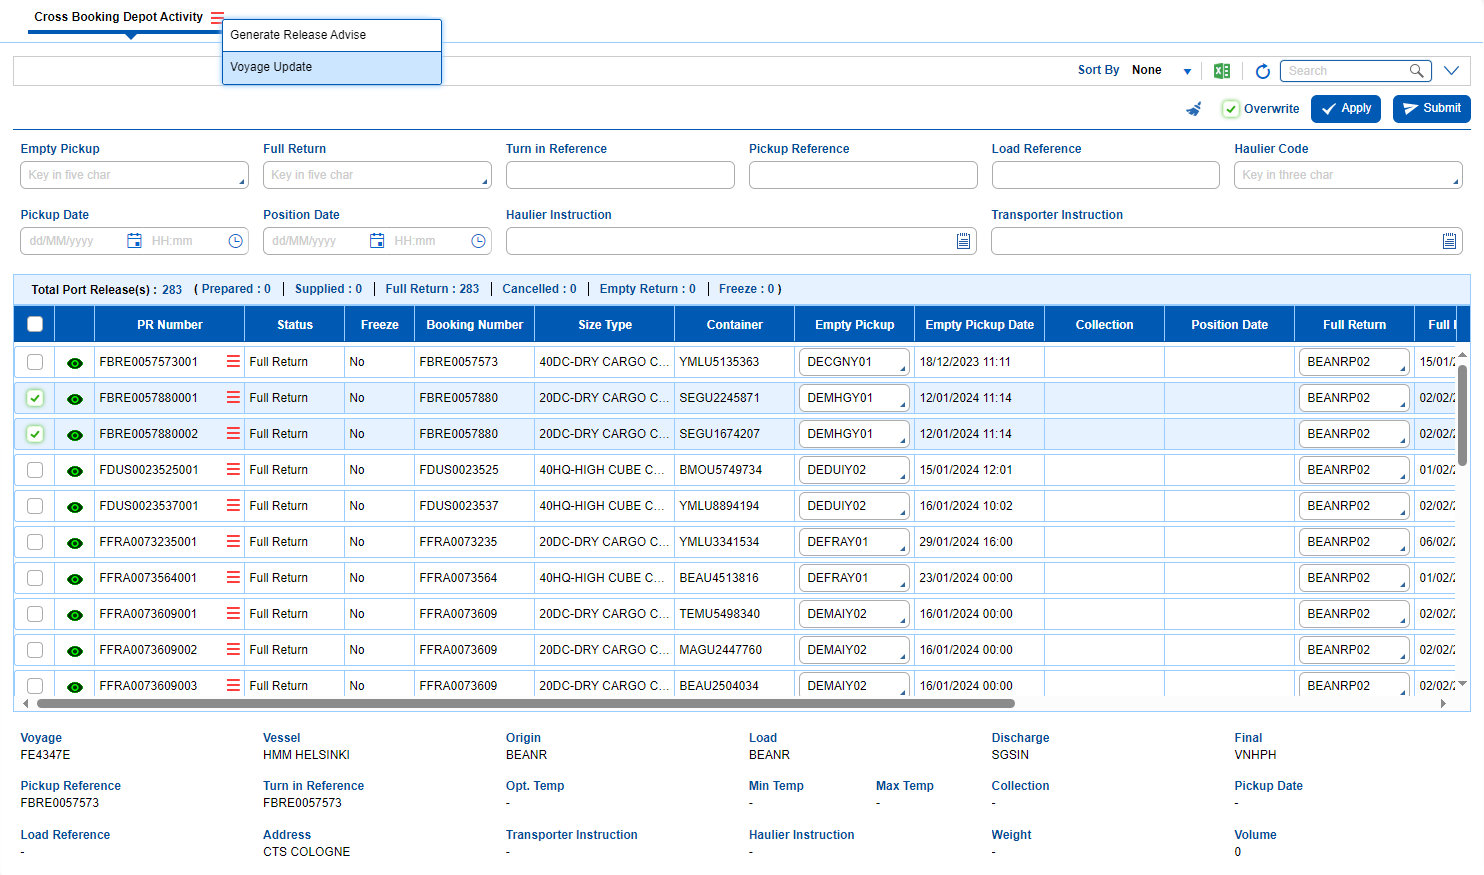 Cross Booking Depot Activity
Generate Release Advise
Voyage Update
Sort By None Search
Overwrite Apply Submit
Empty Pickup Full Return Turn in Reference Pickup Reference Load Reference Haulier Code
Key in five char Key in five char Key in three char
Pickup Date Position Date Haulier Instruction Transporter Instruction
dd/MM/yyyy HH:mm dd/MM/yyyy HH:mm
Total Port Release(s) : 283 ( Prepared : 0 | Supplied : 0 | Full Return : 283 | Cancelled : 0 | Empty Return : 0 | Freeze : 0 )
PR Number Status Freeze Booking Number Size Type Container Empty Pickup Empty Pickup Date Collection Position Date Full Return Full
FBRE0057573001 Full Return No FBRE0057573 40DC-DRY CARGO C... YMLU5135363 DECGNY01 18/12/2023 11:11 BEANRP02 15/01/
FBRE0057880001 Full Return No FBRE0057880 20DC-DRY CARGO C... SEGU2245871 DEMHGY01 12/01/2024 11:14 BEANRP02 02/02/
FBRE0057880002 Full Return No FBRE0057880 20DC-DRY CARGO C... SEGU1674207 DEMHGY01 12/01/2024 11:14 BEANRP02 02/02/
FDUS0023525001 Full Return No FDUS0023525 40HQ-HIGH CUBE C... BMOU5749734 DEDUIY02 15/01/2024 12:01 BEANRP02 01/02/
FDUS0023537001 Full Return No FDUS0023537 40HQ-HIGH CUBE C... YMLU8894194 DEDUIY02 16/01/2024 10:02 BEANRP02 02/02/
FFRA0073235001 Full Return No FFRA0073235 20DC-DRY CARGO C... YMLU3341534 DEFRAY01 29/01/2024 16:00 BEANRP02 06/02/
FFRA0073564001 Full Return No FFRA0073564 40HQ-HIGH CUBE C... BEAU4513816 DEFRAY01 23/01/2024 00:00 BEANRP02 01/02/
FFRA0073609001 Full Return No FFRA0073609 20DC-DRY CARGO C... TEMU5498340 DEMAIY02 16/01/2024 00:00 BEANRP02 02/02/
FFRA0073609002 Full Return No FFRA0073609 20DC-DRY CARGO C... MAGU2447760 DEMAIY02 16/01/2024 00:00 BEANRP02 02/02/
FFRA0073609003 Full Return No FFRA0073609 20DC-DRY CARGO C... BEAU2504034 DEMAIY02 16/01/2024 00:00 BEANRP02 02/02/
Voyage Vessel Origin Load Discharge Final
FE4347E HMM HELSINKI BEANR BEANR SGSIN VNHPH
Pickup Reference Turn in Reference Opt. Temp Min Temp Max Temp Collection Pickup Date
FBRE0057573 FBRE0057573 - - - - -
Load Reference Address Transporter Instruction Haulier Instruction Weight Volume
- CTS COLOGNE - - - 0